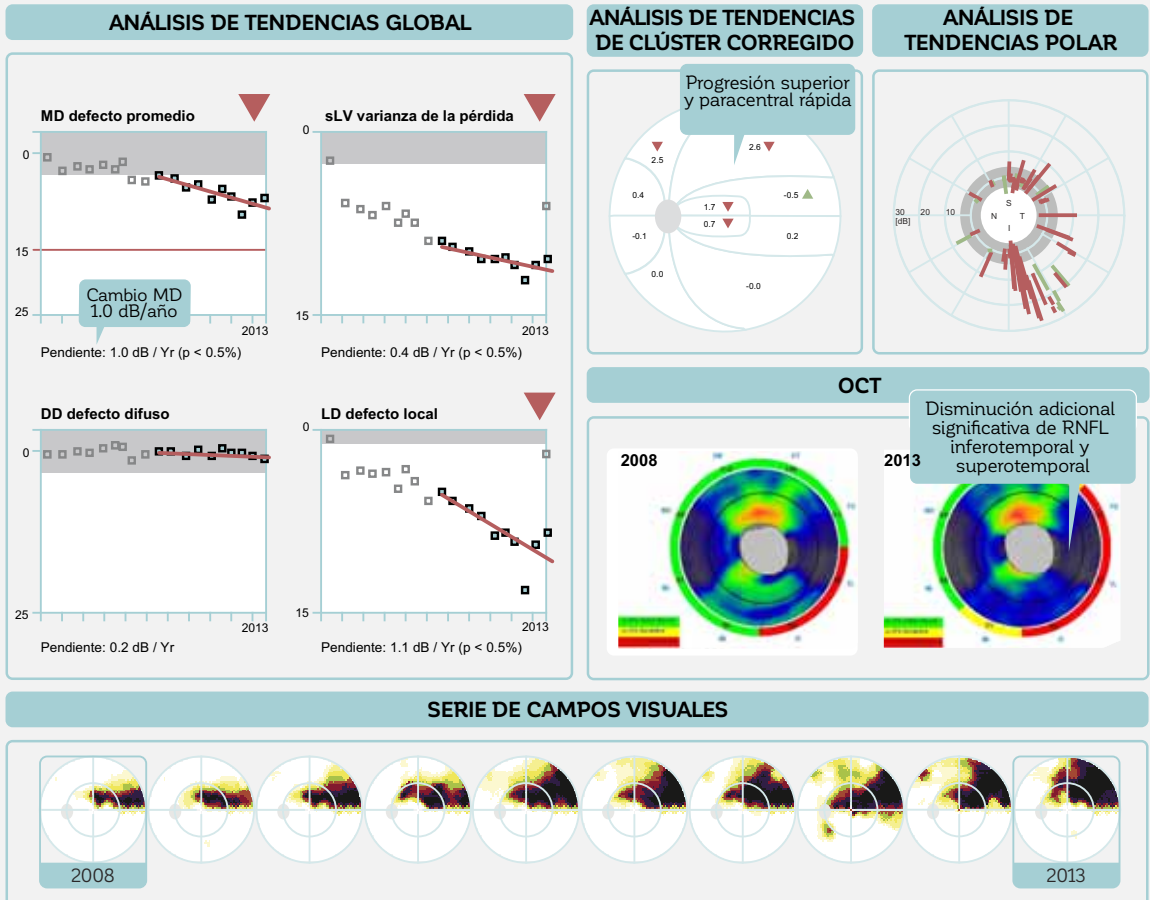 ANÁLISIS DE TENDENCIAS GLOBAL
MD defecto promedio
0
15
25
Cambio MD
1.0 dB/año
2013
Pendiente: 1.0 dB / Yr (p < 0.5%)
sLV varianza de la pérdida
0
15
2013
Pendiente: 0.4 dB / Yr (p < 0.5%)
DD defecto difuso
0
25
2013
Pendiente: 0.2 dB / Yr
LD defecto local
0
15
2013
Pendiente: 1.1 dB / Yr (p < 0.5%)
ANÁLISIS DE TENDENCIAS
DE CLÚSTER CORREGIDO
Progresión superior
y paracentral rápida
2.5
2.6
0.4
1.7
-0.5
0.7
-0.1
0.2
0.0
-0.0
ANÁLISIS DE
TENDENCIAS POLAR
30 20 10
[dB]
S
N T
I
OCT
Disminución adicional
significativa de RNFL
inferotemporal y
superotemporal
2008
2013
SERIE DE CAMPOS VISUALES
2008
2013